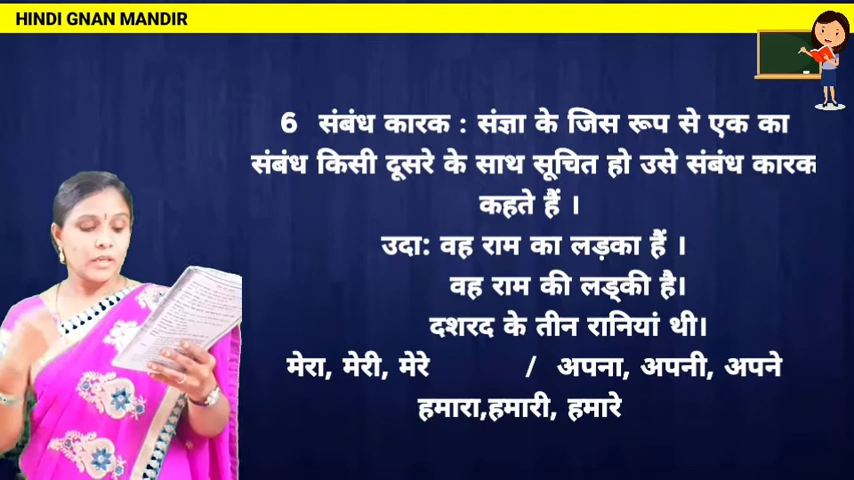 HINDI GNAN MANDIR
6 संबंध कारक : संज्ञा के जिस रूप से एक का
संबंध किसी दूसरे के साथ सूचित हो उसे संबंध कारक
कहते हैं ।
उदा: वह राम का लड़का हैं ।
वह राम की लड्की है।
दशरद के तीन रानियां थी।
मेरा, मेरी, मेरे / अपना, अपनी, अपने
हमारा,हमारी, हमारे